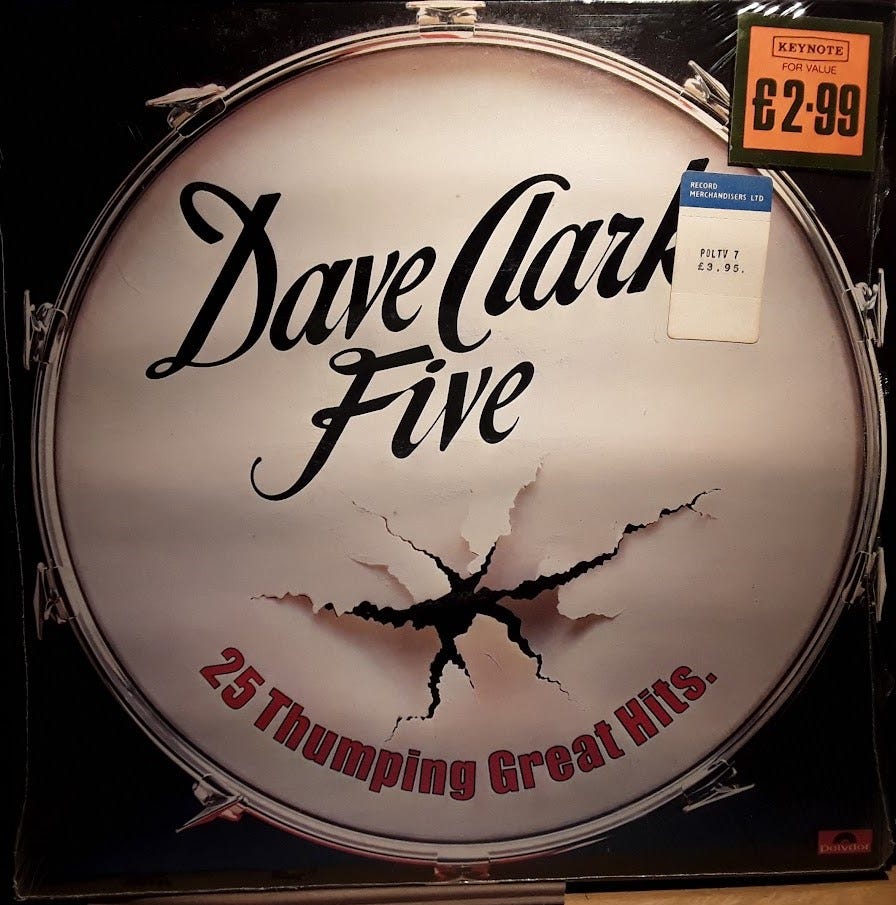 KEYNOTE
FOR VALUE
£2·99
RECORD
MERCHANDISERS LTD
POLTV 7
£3.95.
Dave Clark
Five
25 Thumping Great Hits.
Polydor